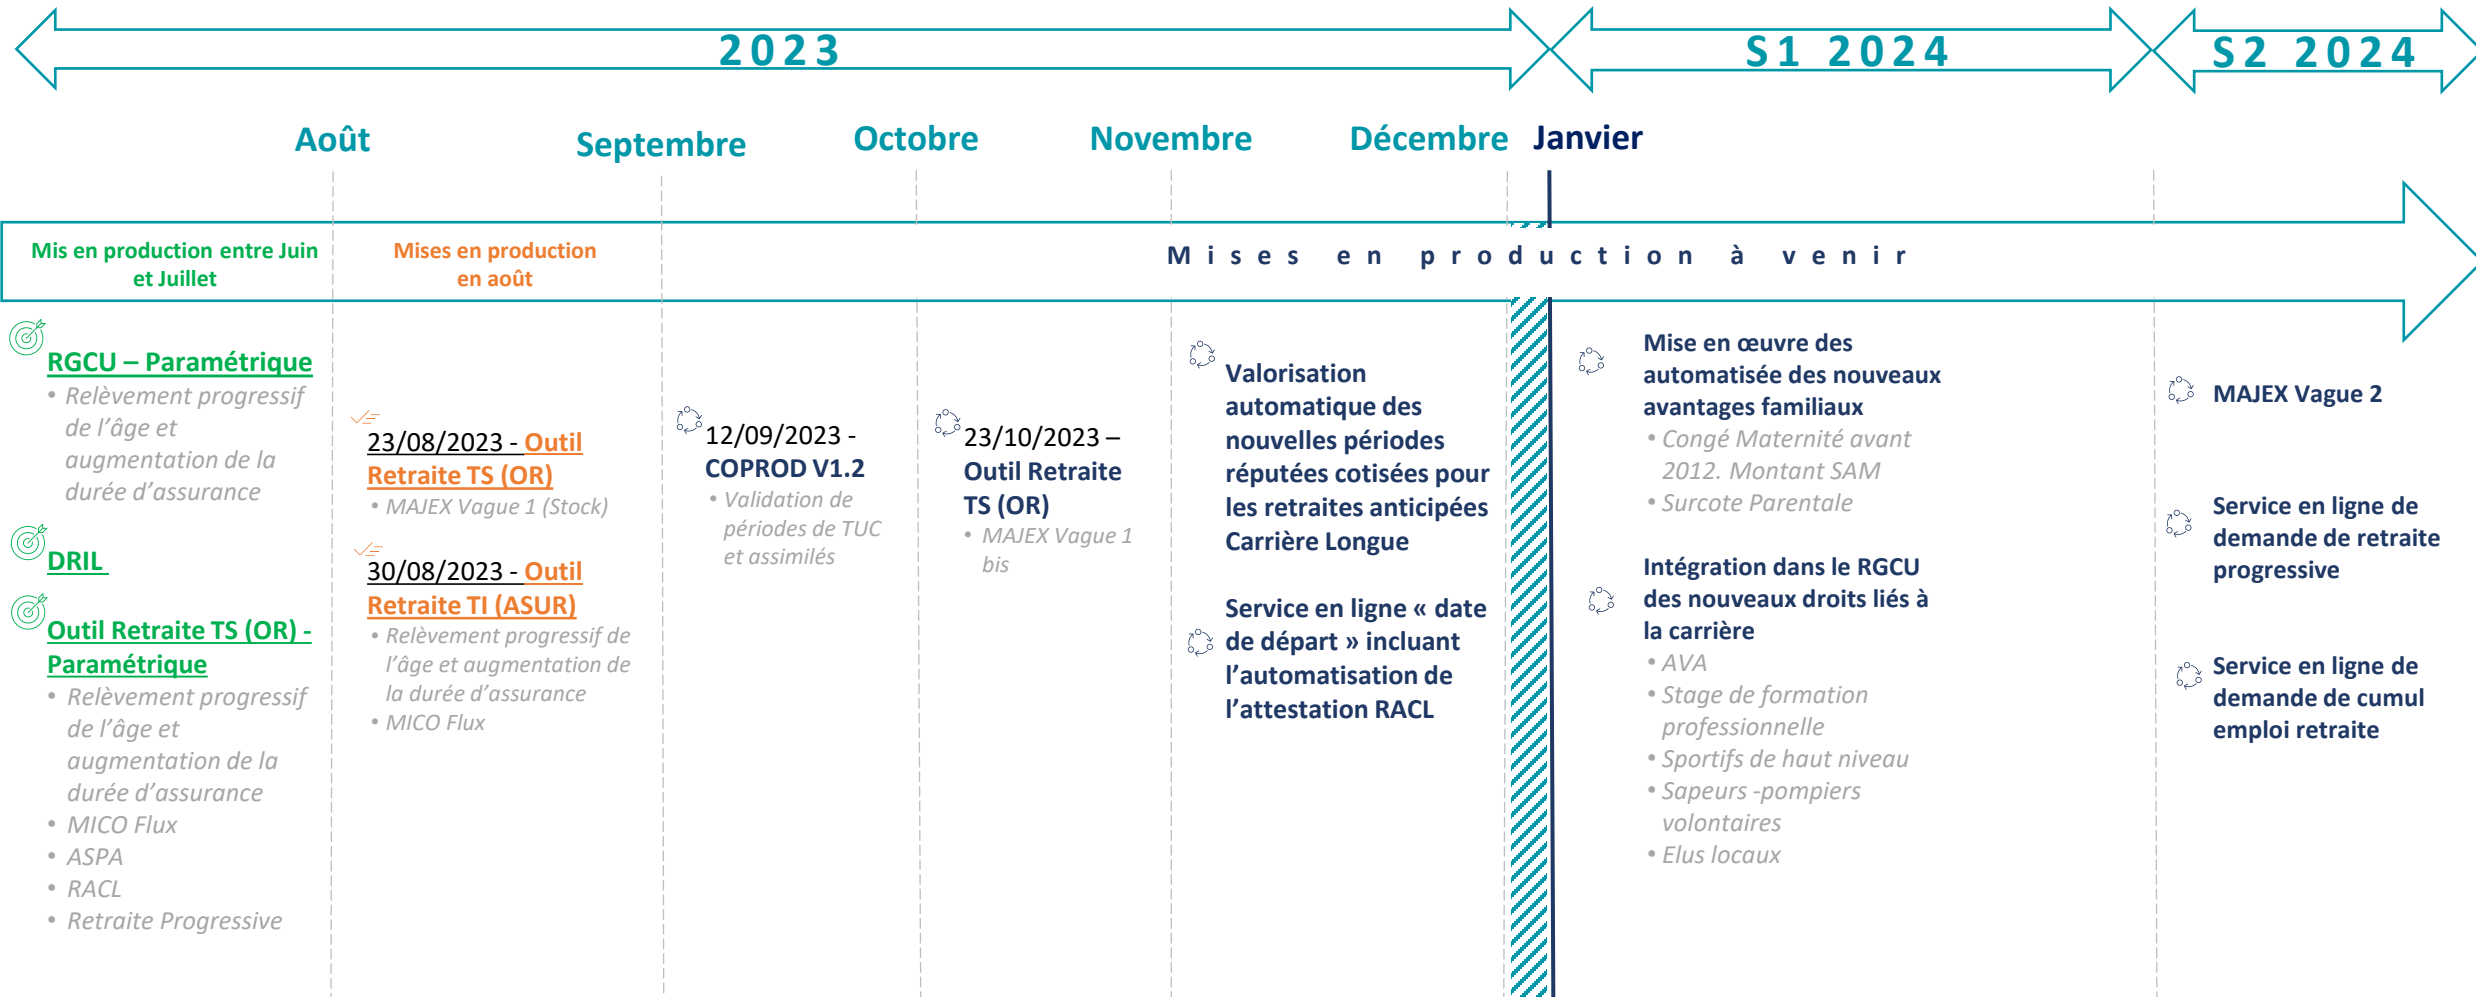 2023
S1 2024
S2 2024
Août
Septembre
Octobre
Novembre
Décembre
Janvier
Mis en production entre Juin
et Juillet
Mises en production
en août
Mises en production à venir
RGCU – Paramétrique
• Relèvement progressif
de l’âge et
augmentation de la
durée d’assurance
DRIL
Outil Retraite TS (OR) -
Paramétrique
• Relèvement progressif
de l’âge et
augmentation de la
durée d’assurance
• MICO Flux
• ASPA
• RACL
• Retraite Progressive
23/08/2023 - Outil
Retraite TS (OR)
• MAJEX Vague 1 (Stock)
30/08/2023 - Outil
Retraite TI (ASUR)
• Relèvement progressif de
l’âge et augmentation de
la durée d’assurance
• MICO Flux
12/09/2023 -
COPROD V1.2
• Validation de
périodes de TUC
et assimilés
23/10/2023 –
Outil Retraite
TS (OR)
• MAJEX Vague 1
bis
Valorisation
automatique des
nouvelles périodes
réputées cotisées pour
les retraites anticipées
Carrière Longue
Service en ligne « date
de départ » incluant
l’automatisation de
l’attestation RACL
Mise en œuvre des
automatisée des nouveaux
avantages familiaux
• Congé Maternité avant
2012. Montant SAM
• Surcote Parentale
Intégration dans le RGCU
des nouveaux droits liés à
la carrière
• AVA
• Stage de formation
professionnelle
• Sportifs de haut niveau
• Sapeurs -pompiers
volontaires
• Elus locaux
MAJEX Vague 2
Service en ligne de
demande de retraite
progressive
Service en ligne de
demande de cumul
emploi retraite